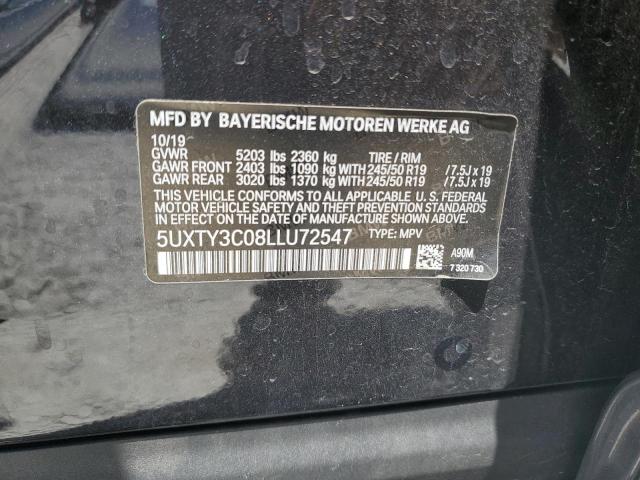 MFD BY BAYERISCHE MOTOREN WERKE AG
10/19
GVWR 5203 lbs 2360 kg TIRE / RIM
GAWR FRONT 2403 lbs 1090 kg WITH 245/50 R19 / 7.5J x 19
GAWR REAR 3020 lbs 1370 kg WITH 245/50 R19 / 7.5J x 19
THIS VEHICLE CONFORMS TO ALL APPLICABLE U. S. FEDERAL
MOTOR VEHICLE SAFETY AND THEFT PREVENTION STANDARDS
IN EFFECT ON THE DATE OF MANUFACTURE SHOWN ABOVE.
5UXTY3C08LLU72547 TYPE: MPV
A90M
7 320 730